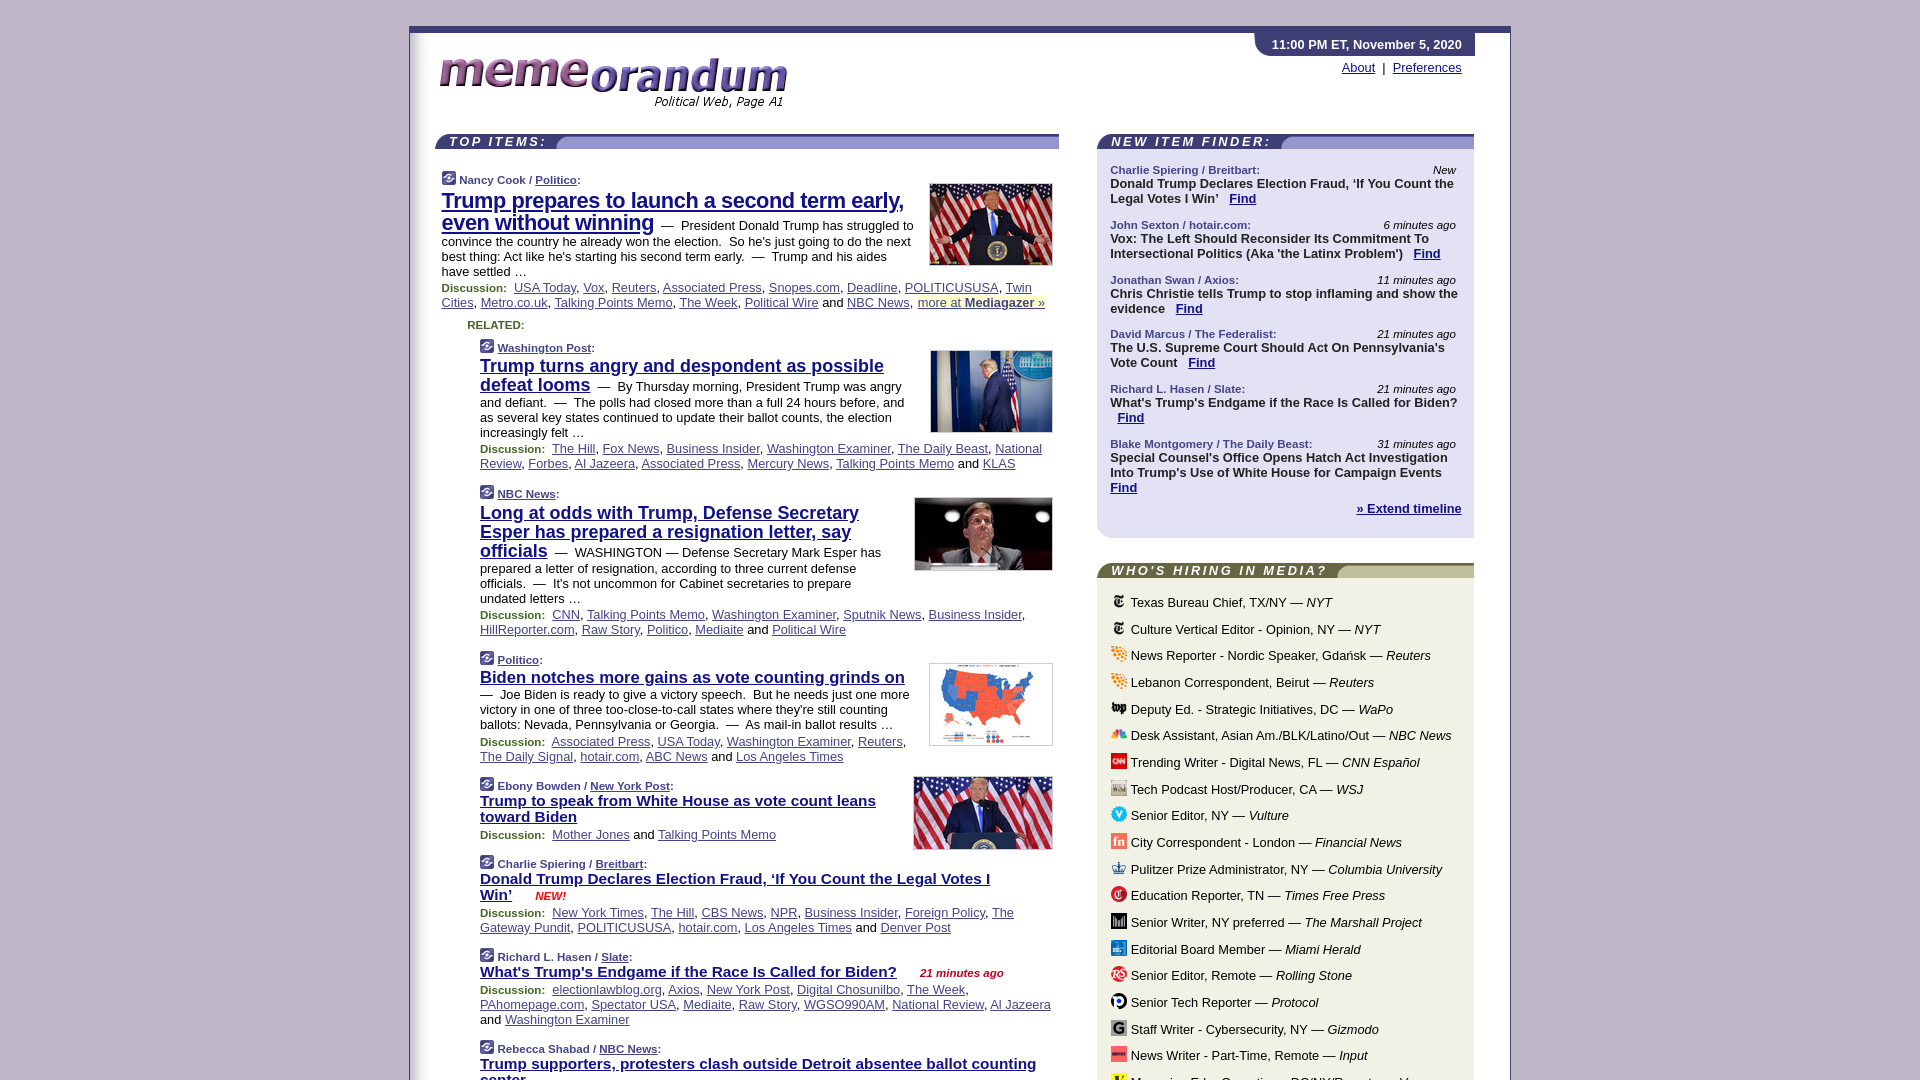 11:00 PM ET, November 5, 2020
About | Preferences
memeorandum
Political Web, Page A1
TOP ITEMS:
Nancy Cook / Politico:
Trump prepares to launch a second term early,
even without winning — President Donald Trump has struggled to
convince the country he already won the election. So he's just going to do the next
best thing: Act like he's starting his second term early. — Trump and his aides
have settled …
Discussion: USA Today, Vox, Reuters, Associated Press, Snopes.com, Deadline, POLITICUSUSA, Twin
Cities, Metro.co.uk, Talking Points Memo, The Week, Political Wire and NBC News, more at Mediagazer »
RELATED:
Washington Post:
Trump turns angry and despondent as possible
defeat looms — By Thursday morning, President Trump was angry
and defiant. — The polls had closed more than a full 24 hours before, and
as several key states continued to update their ballot counts, the election
increasingly felt …
Discussion: The Hill, Fox News, Business Insider, Washington Examiner, The Daily Beast, National
Review, Forbes, Al Jazeera, Associated Press, Mercury News, Talking Points Memo and KLAS
NBC News:
Long at odds with Trump, Defense Secretary
Esper has prepared a resignation letter, say
officials — WASHINGTON — Defense Secretary Mark Esper has
prepared a letter of resignation, according to three current defense
officials. — It's not uncommon for Cabinet secretaries to prepare
undated letters …
Discussion: CNN, Talking Points Memo, Washington Examiner, Sputnik News, Business Insider,
HillReporter.com, Raw Story, Politico, Mediaite and Political Wire
Politico:
Biden notches more gains as vote counting grinds on
— Joe Biden is ready to give a victory speech. But he needs just one more
victory in one of three too-close-to-call states where they're still counting
ballots: Nevada, Pennsylvania or Georgia. — As mail-in ballot results …
Discussion: Associated Press, USA Today, Washington Examiner, Reuters,
The Daily Signal, hotair.com, ABC News and Los Angeles Times
Ebony Bowden / New York Post:
Trump to speak from White House as vote count leans
toward Biden
Discussion: Mother Jones and Talking Points Memo
Charlie Spiering / Breitbart:
Donald Trump Declares Election Fraud, ‘If You Count the Legal Votes I
Win’ NEW!
Discussion: New York Times, The Hill, CBS News, NPR, Business Insider, Foreign Policy, The
Gateway Pundit, POLITICUSUSA, hotair.com, Los Angeles Times and Denver Post
Richard L. Hasen / Slate:
What's Trump's Endgame if the Race Is Called for Biden? 21 minutes ago
Discussion: electionlawblog.org, Axios, New York Post, Digital Chosunilbo, The Week,
PAhomepage.com, Spectator USA, Mediaite, Raw Story, WGSO990AM, National Review, Al Jazeera
and Washington Examiner
Rebecca Shabad / NBC News:
Trump supporters, protesters clash outside Detroit absentee ballot counting
center
NEW ITEM FINDER:
Charlie Spiering / Breitbart: New
Donald Trump Declares Election Fraud, ‘If You Count the
Legal Votes I Win’ Find
John Sexton / hotair.com: 6 minutes ago
Vox: The Left Should Reconsider Its Commitment To
Intersectional Politics (Aka 'the Latinx Problem') Find
Jonathan Swan / Axios: 11 minutes ago
Chris Christie tells Trump to stop inflaming and show the
evidence Find
David Marcus / The Federalist: 21 minutes ago
The U.S. Supreme Court Should Act On Pennsylvania's
Vote Count Find
Richard L. Hasen / Slate: 21 minutes ago
What's Trump's Endgame if the Race Is Called for Biden?
Find
Blake Montgomery / The Daily Beast: 31 minutes ago
Special Counsel's Office Opens Hatch Act Investigation
Into Trump's Use of White House for Campaign Events
Find
» Extend timeline
WHO'S HIRING IN MEDIA?
Texas Bureau Chief, TX/NY — NYT
Culture Vertical Editor - Opinion, NY — NYT
News Reporter - Nordic Speaker, Gdańsk — Reuters
Lebanon Correspondent, Beirut — Reuters
Deputy Ed. - Strategic Initiatives, DC — WaPo
Desk Assistant, Asian Am./BLK/Latino/Out — NBC News
Trending Writer - Digital News, FL — CNN Español
Tech Podcast Host/Producer, CA — WSJ
Senior Editor, NY — Vulture
City Correspondent - London — Financial News
Pulitzer Prize Administrator, NY — Columbia University
Education Reporter, TN — Times Free Press
Senior Writer, NY preferred — The Marshall Project
Editorial Board Member — Miami Herald
Senior Editor, Remote — Rolling Stone
Senior Tech Reporter — Protocol
Staff Writer - Cybersecurity, NY — Gizmodo
News Writer - Part-Time, Remote — Input